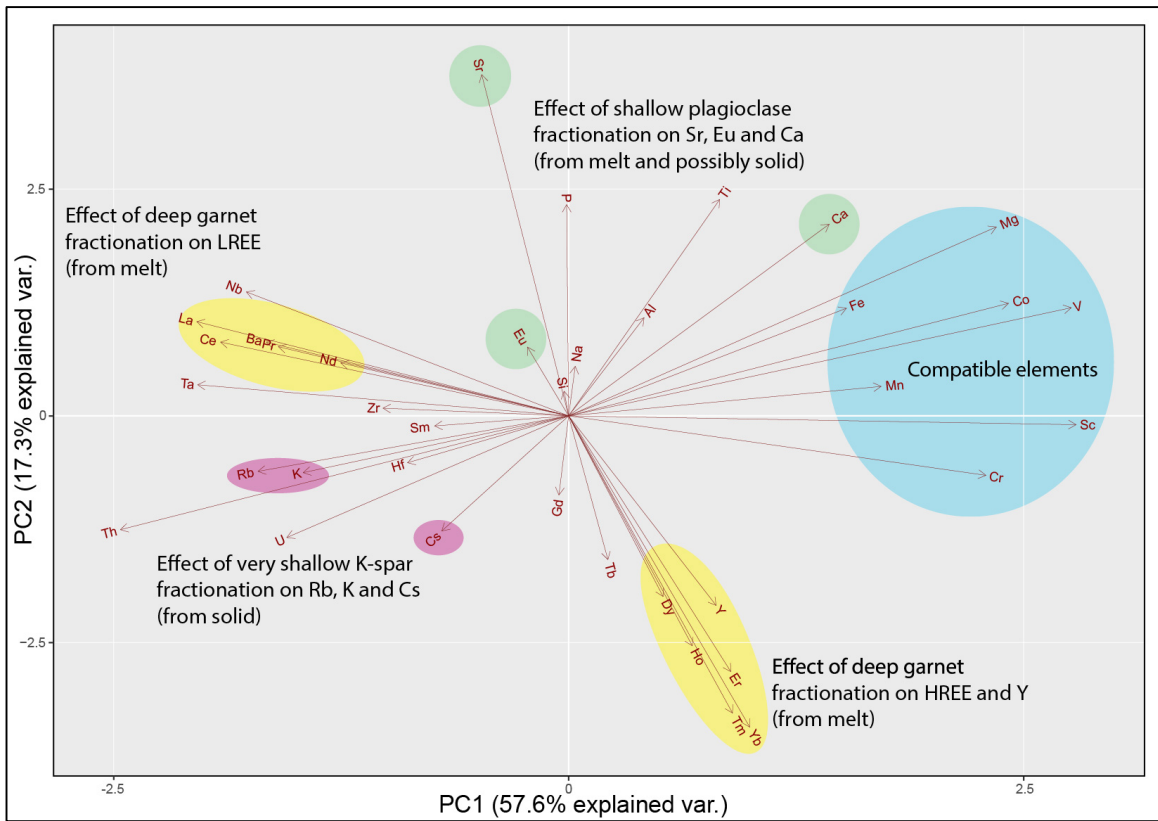 Sr
Effect of shallow plagioclase
fractionation on Sr, Eu and Ca
(from melt and possibly solid)
2.5
P
Ti
Ca
Mg
Effect of deep garnet
fractionation on LREE
(from melt)
Nb
La
Ce
Ba
Pr
Nd
Eu
Na
Al
Fe
Co
V
Ta
Si
Mn
Compatible elements
0
Zr
Sm
Sc
Rb
K
Hf
Gd
Cr
Th
U
Cs
Effect of very shallow K-spar
fractionation on Rb, K and Cs
(from solid)
Tb
Dy
Y
−2.5
Ho
Er
Tm
Yb
Effect of deep garnet
fractionation on HREE and Y
(from melt)
PC2 (17.3% explained var.)
-2.5
0
2.5
PC1 (57.6% explained var.)